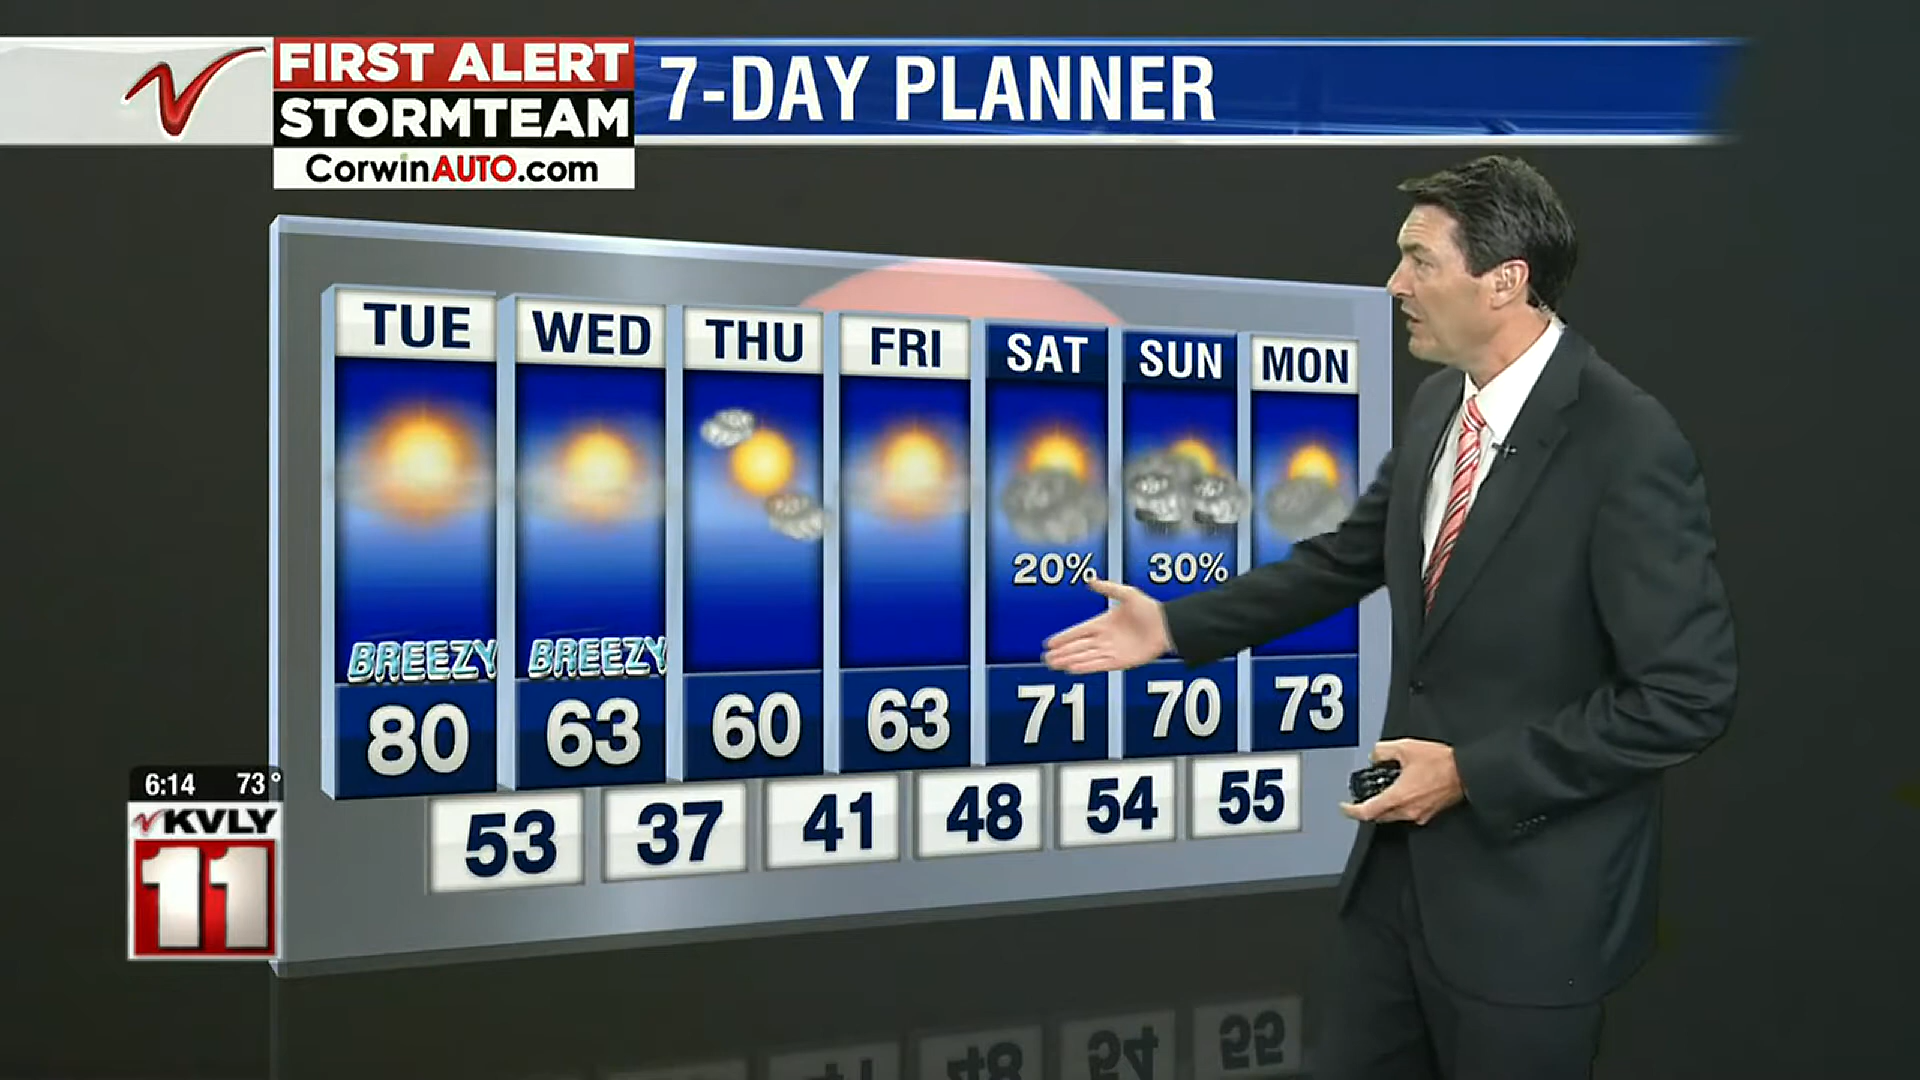 FIRST ALERT
STORMTEAM
CorwinAUTO.com
7-DAY PLANNER
TUE WED THU FRI SAT SUN MON
20% 30%
BREEZY BREEZY
80 63 60 63 71 70 73
53 37 41 48 54 55
6:14 73°
KVLY
11